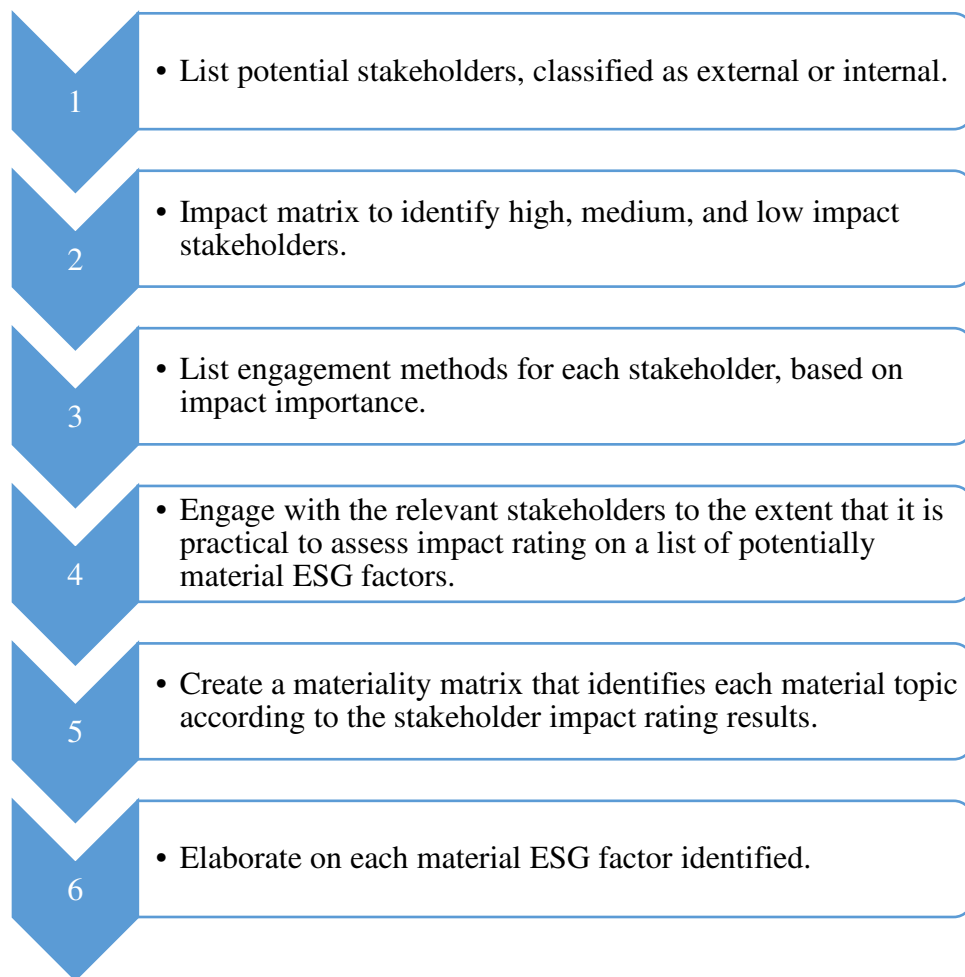 1
• List potential stakeholders, classified as external or internal.
2
• Impact matrix to identify high, medium, and low impact
stakeholders.
3
• List engagement methods for each stakeholder, based on
impact importance.
4
• Engage with the relevant stakeholders to the extent that it is
practical to assess impact rating on a list of potentially
material ESG factors.
5
• Create a materiality matrix that identifies each material topic
according to the stakeholder impact rating results.
6
• Elaborate on each material ESG factor identified.